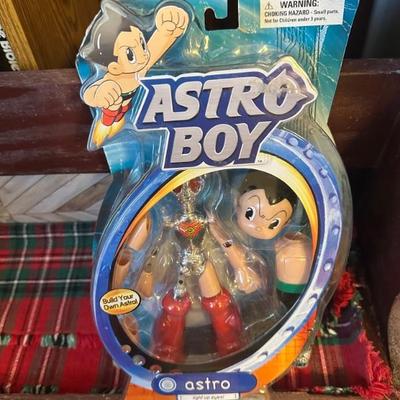 WARNING:
CHOKING HAZARD - Small parts.
Not for Children under 3 years.
ASTRO
BOY
Build Your
Own Astro!
astro
light up eyes!